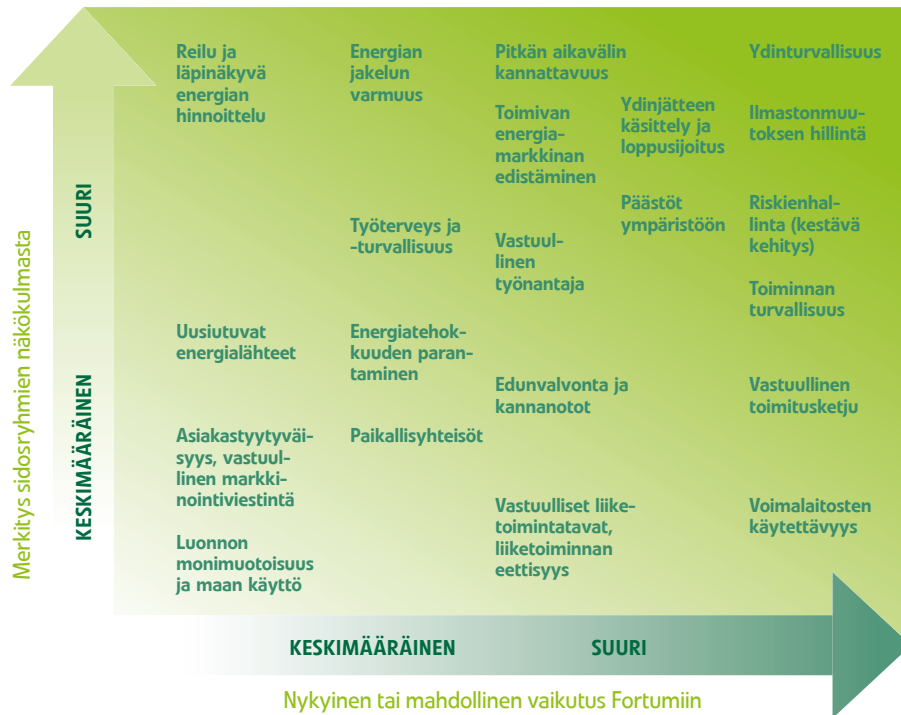 Reilu ja
läpinäkyvä
energian
hinnoittelu
Energian
jakelun
varmuus
Pitkän aikavälin
kannattavuus
Ydinturvallisuus
Toimivan
energia-
markkinan
edistäminen
Ydinjätteen
käsittely ja
loppusijoitus
Ilmastonmuu-
toksen hillintä
Työterveys ja
-turvallisuus
Vastuul-
linen
työnantaja
Päästöt
ympäristöön
Riskienhal-
linta (kestävä
kehitys)
Toiminnan
turvallisuus
Uusiutuvat
energialähteet
Energiatehok-
kuuden paran-
taminen
Edunvalvonta ja
kannanotot
Vastuullinen
toimitusketju
Asiakastyytyväi-
syys, vastuul-
linen markki-
nointiviestintä
Paikallisyhteisöt
Vastuulliset liike-
toimintatavat,
liiketoiminnan
eettisyys
Voimalaitosten
käytettävyys
Luonnon
monimuotoisuus
ja maan käyttö
Merkitys sidosryhmien näkökulmasta
SUURI
KESKIMÄÄRÄINEN
KESKIMÄÄRÄINEN
SUURI
Nykyinen tai mahdollinen vaikutus Fortumiin